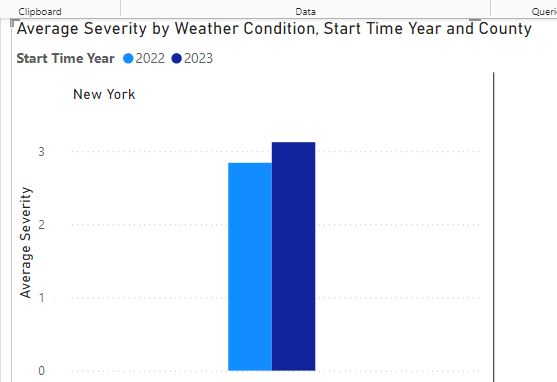 Clipboard Data
Average Severity by Weather Condition, Start Time Year and County
Start Time Year 2022 2023
New York
3
2
1
0
Average Severity